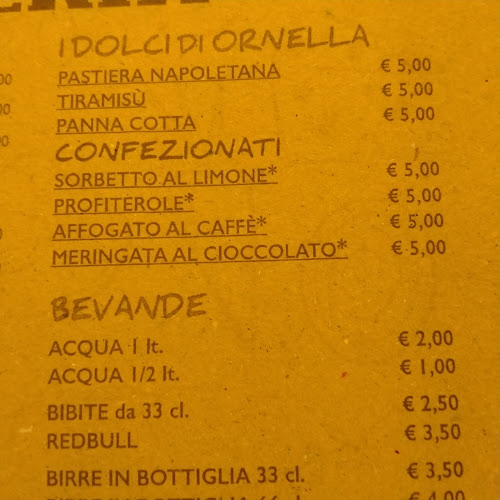 I DOLCI DI ORNELLA
PASTIERA NAPOLETANA € 5,00
TIRAMISÙ € 5,00
PANNA COTTA € 5,00
CONFEZIONATI
SORBETTO AL LIMONE* € 5,00
PROFITEROLE* € 5,00
AFFOGATO AL CAFFÈ* € 5,00
MERINGATA AL CIOCCOLATO* € 5,00
BEVANDE
ACQUA 1 lt. € 2,00
ACQUA 1/2 lt. € 1,00
BIBITE da 33 cl. € 2,50
REDBULL € 3,50
BIRRE IN BOTTIGLIA 33 cl. € 3,50